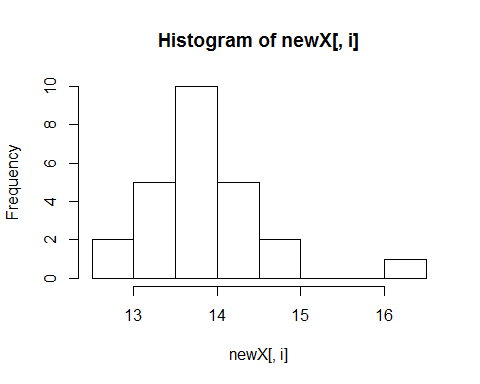 Histogram of newX[, i]
Frequency
10
8
6
4
2
0
13 14 15 16
newX[, i]